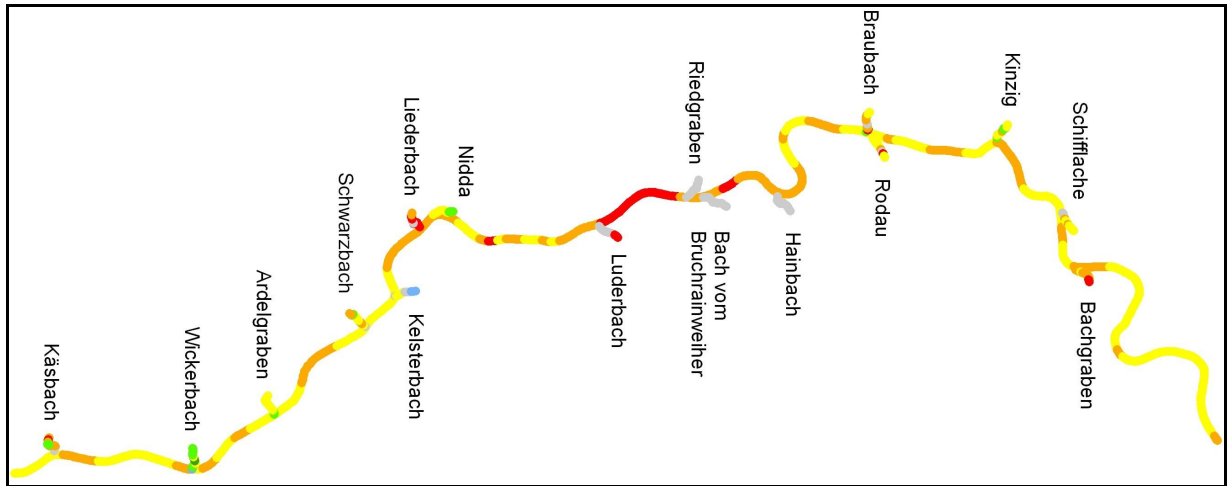 Käsbach
Wickerbach
Ardelgraben
Schwarzbach
Kelsterbach
Liederbach
Nidda
Luderbach
Riedgraben
Bach vom
Bruchrainweiher
Hainbach
Braubach
Rodau
Kinzig
Schifflache
Bachgraben